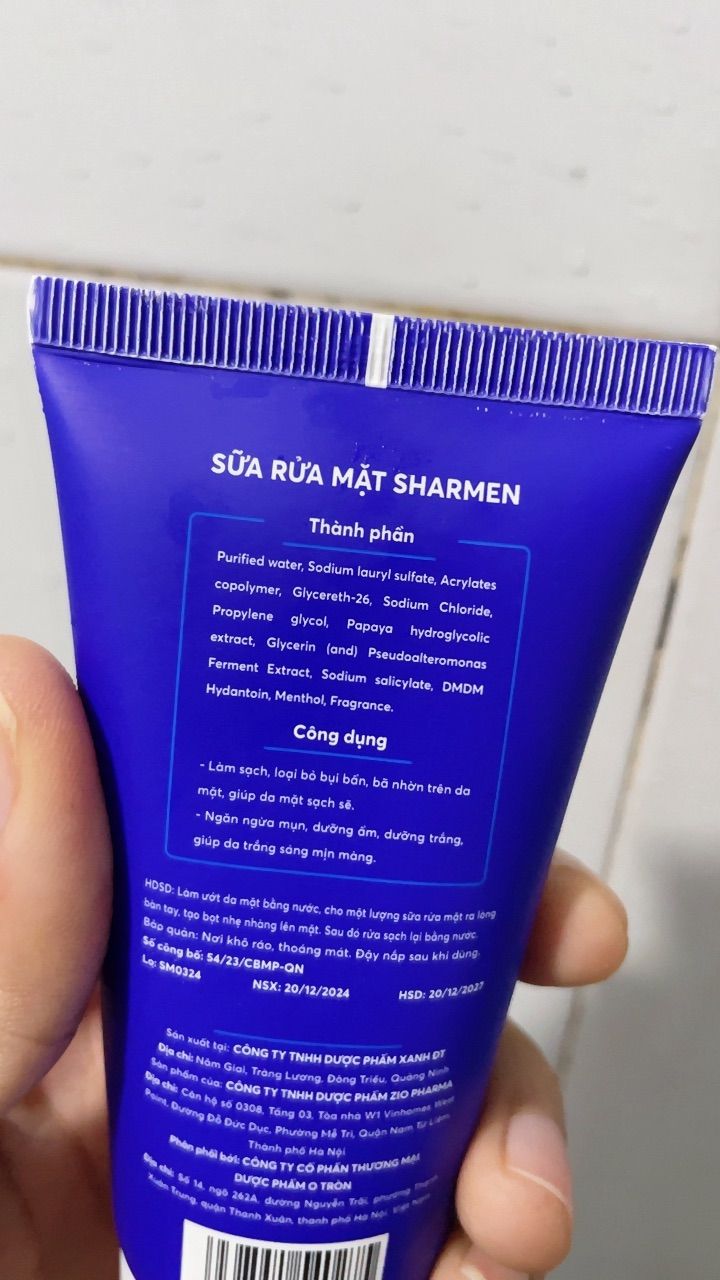 SỮA RỬA MẶT SHARMEN
Thành phần
Purified water, Sodium lauryl sulfate, Acrylates
copolymer, Glycereth-26, Sodium Chloride,
Propylene glycol, Papaya hydroglycolic
extract, Glycerin (and) Pseudoalteromonas
Ferment Extract, Sodium salicylate, DMDM
Hydantoin, Menthol, Fragrance.
Công dụng
- Làm sạch, loại bỏ bụi bẩn, bã nhờn trên da
mặt, giúp da mặt sạch sẽ.
- Ngăn ngừa mụn, dưỡng ẩm, dưỡng trắng,
giúp da trắng sáng mịn màng.
HDSD: Làm ướt da mặt bằng nước, cho một lượng sữa rửa mặt ra lòng
bàn tay, tạo bọt nhẹ nhàng lên mặt. Sau đó rửa sạch lại bằng nước.
Bảo quản: Nơi khô ráo, thoáng mát. Đậy nắp sau khi dùng.
Số công bố: 54/23/CBMP-QN
Lo: SM0324 NSX: 20/12/2024 HSD: 20/12/2027
Sản xuất tại: CÔNG TY TNHH DƯỢC PHẨM XANH ĐT
Địa chỉ: Năm Giai, Tràng Lương, Đông Triều, Quảng Ninh
Sản phẩm của: CÔNG TY TNHH DƯỢC PHẨM ZIO PHARMA
Địa chỉ: Căn hộ số 0308, Tầng 03, Tòa nhà W1 Vinhomes West
Point, Đường Đỗ Đức Dục, Phường Mễ Trì, Quận Nam Từ Liêm,
Thành phố Hà Nội
Phân phối bởi: CÔNG TY CỔ PHẦN THƯƠNG MẠI
DƯỢC PHẨM O TRÒN
Địa chỉ: Số 14, ngõ 262A, đường Nguyễn Trãi, phường Thanh
Xuân Trung, quận Thanh Xuân, thành phố Hà Nội, Việt Nam